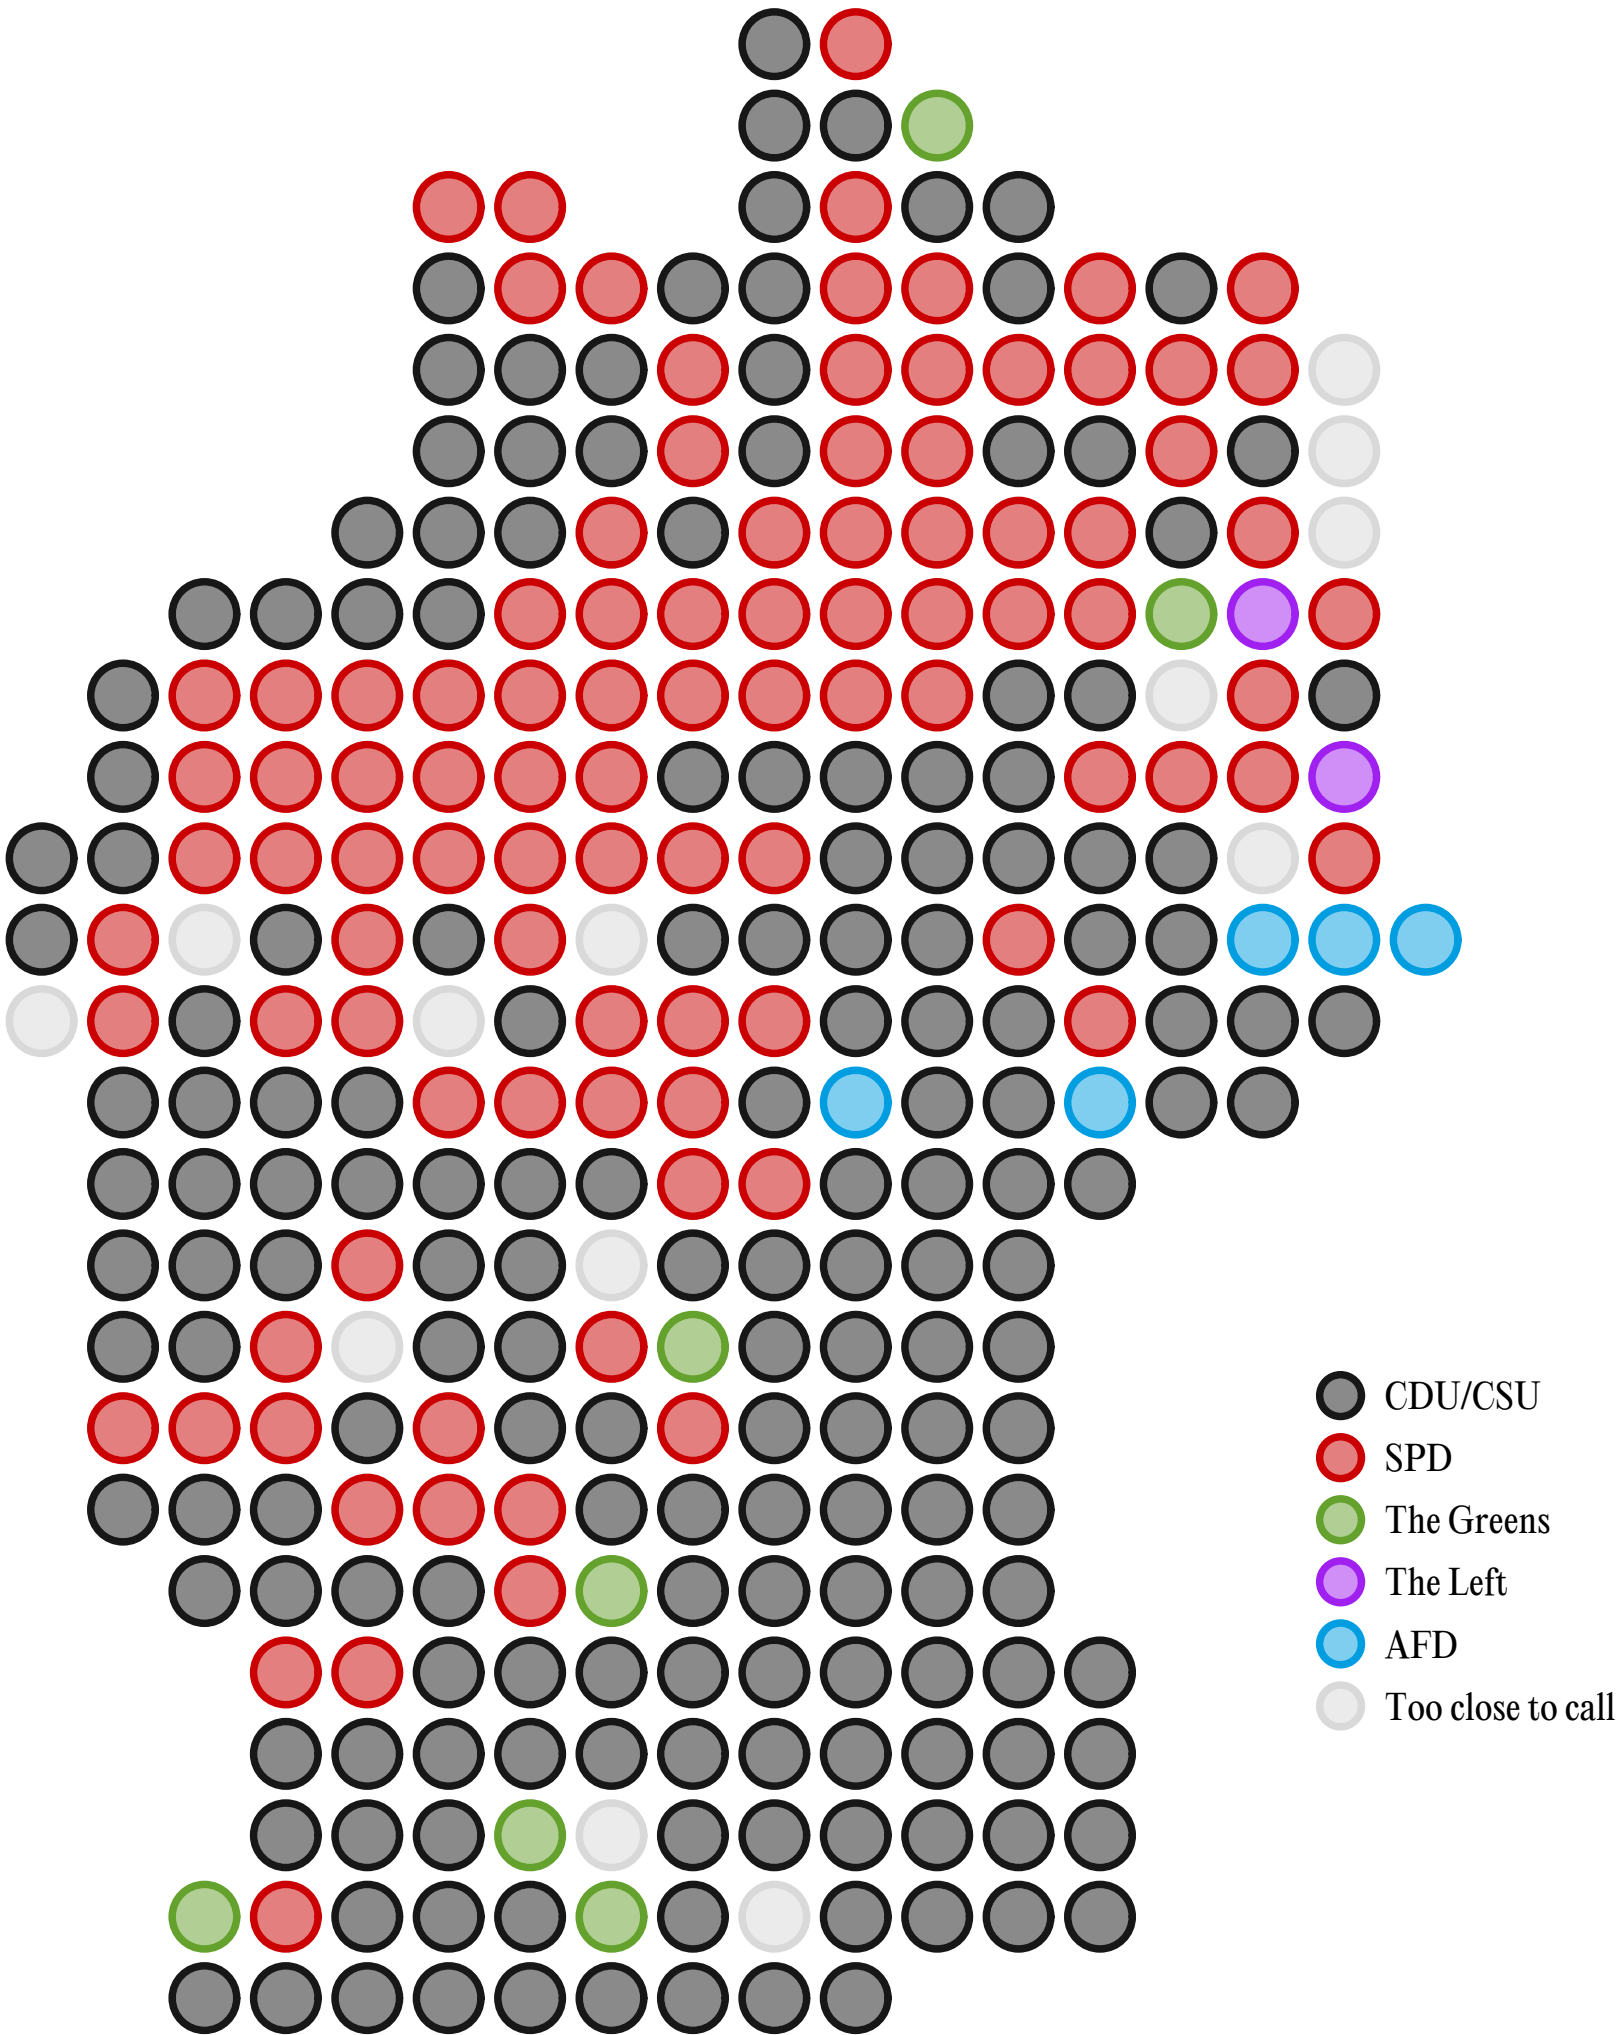 CDU/CSU
SPD
The Greens
The Left
AFD
Too close to call